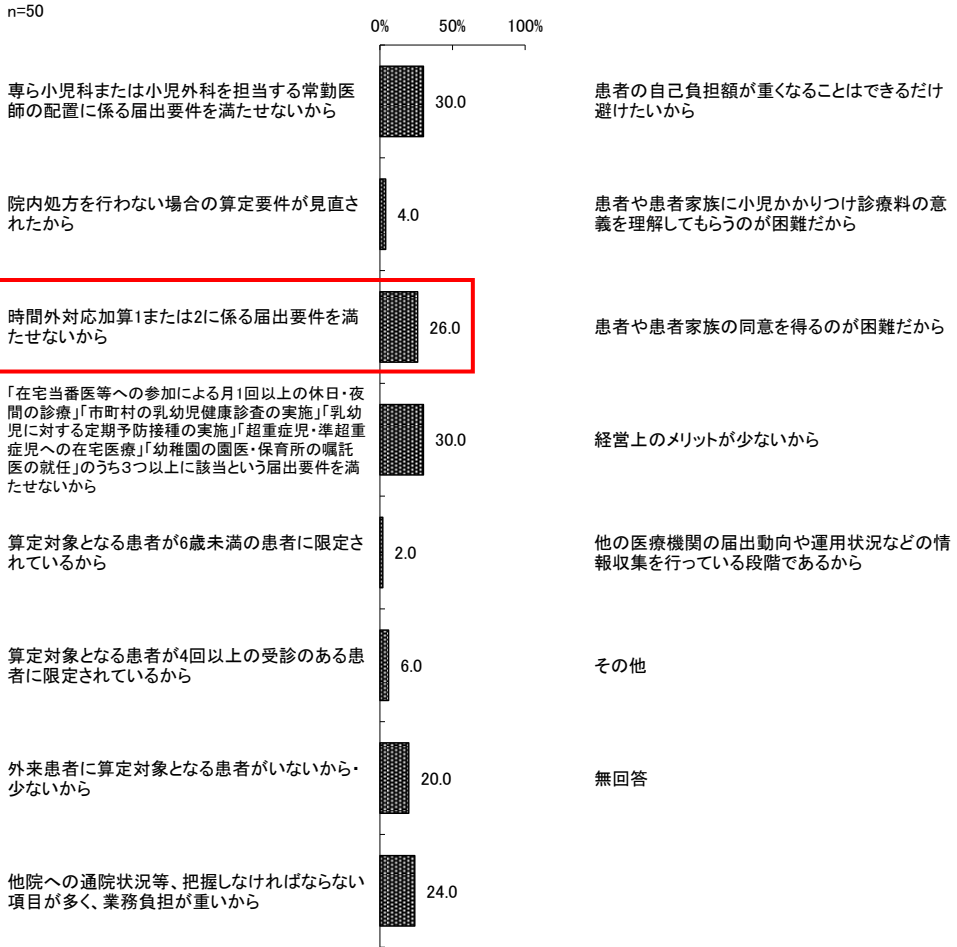 n=50
0%
50%
100%
専ら小児科または小児外科を担当する常勤医
師の配置に係る届出要件を満たせないから
30.0
院内処方を行わない場合の算定要件が見直さ
れたから
4.0
時間外対応加算1または2に係る届出要件を満
たせないから
26.0
「在宅当番医等への参加による月1回以上の休日・夜
間の診療」「市町村の乳幼児健康診査の実施」「乳幼
児に対する定期予防接種の実施」「超重症児・準超重
症児への在宅医療」「幼稚園の園医・保育所の嘱託
医の就任」のうち3つ以上に該当という届出要件を満
たせないから
30.0
算定対象となる患者が6歳未満の患者に限定さ
れているから
2.0
算定対象となる患者が4回以上の受診のある患
者に限定されているから
6.0
外来患者に算定対象となる患者がいないから・
少ないから
20.0
他院への通院状況等、把握しなければならない
項目が多く、業務負担が重いから
24.0
患者の自己負担額が重くなることはできるだけ
避けたいから
患者や患者家族に小児かかりつけ診療料の意
義を理解してもらうのが困難だから
患者や患者家族の同意を得るのが困難だから
経営上のメリットが少ないから
他の医療機関の届出動向や運用状況などの情
報収集を行っている段階であるから
その他
無回答